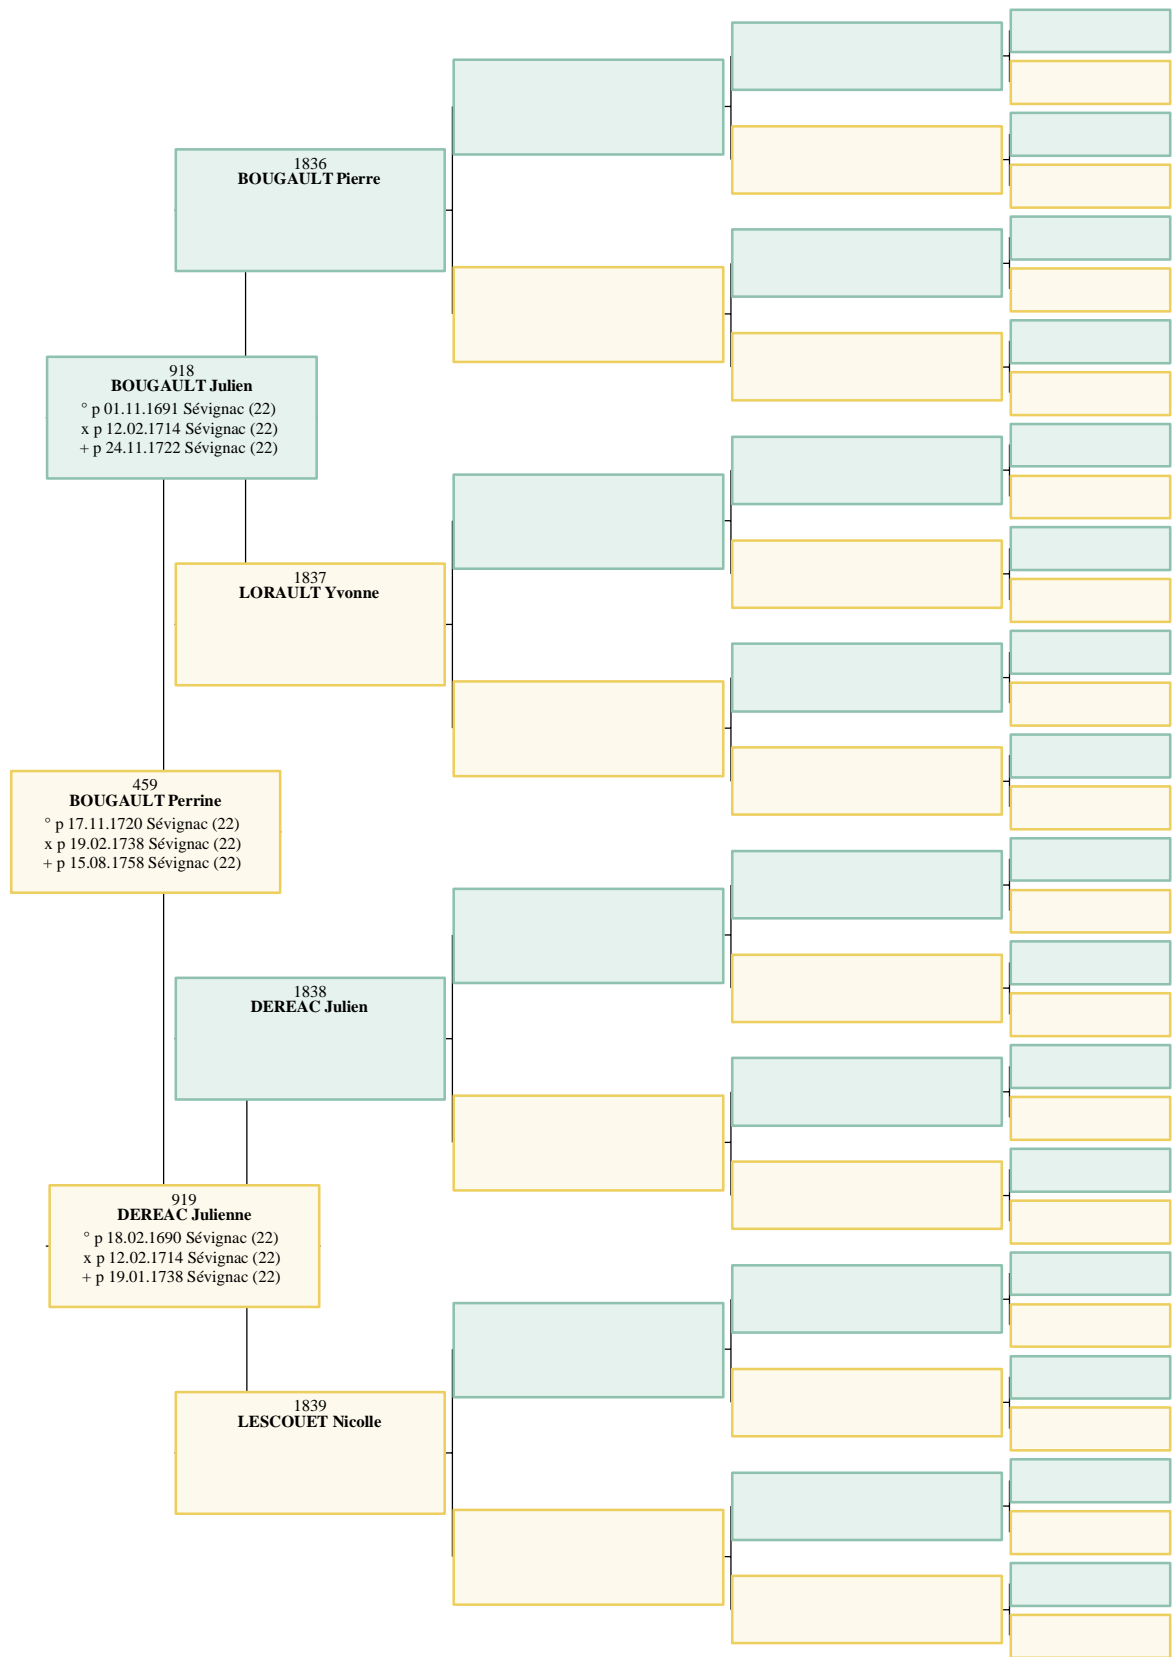 1836
BOUGAULT Pierre
918
BOUGAULT Julien
° p 01.11.1691 Sévignac (22)
x p 12.02.1714 Sévignac (22)
+ p 24.11.1722 Sévignac (22)
1837
LORAULT Yvonne
459
BOUGAULT Perrine
° p 17.11.1720 Sévignac (22)
x p 19.02.1738 Sévignac (22)
+ p 15.08.1758 Sévignac (22)
1838
DEREAC Julien
919
DEREAC Julienne
° p 18.02.1690 Sévignac (22)
x p 12.02.1714 Sévignac (22)
+ p 19.01.1738 Sévignac (22)
1839
LESCOUET Nicolle